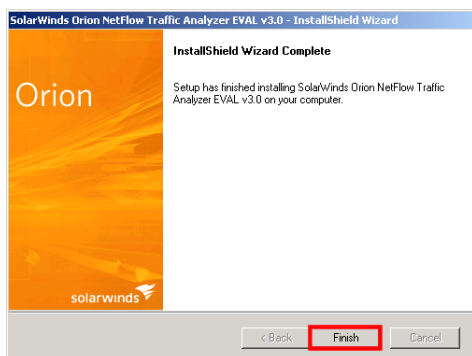 SolarWinds Orion NetFlow Traffic Analyzer EVAL v3.0 - InstallShield Wizard
InstallShield Wizard Complete
Setup has finished installing SolarWinds Orion NetFlow Traffic
Analyzer EVAL v3.0 on your computer.
Orion
solarwinds
< Back
Finish
Cancel